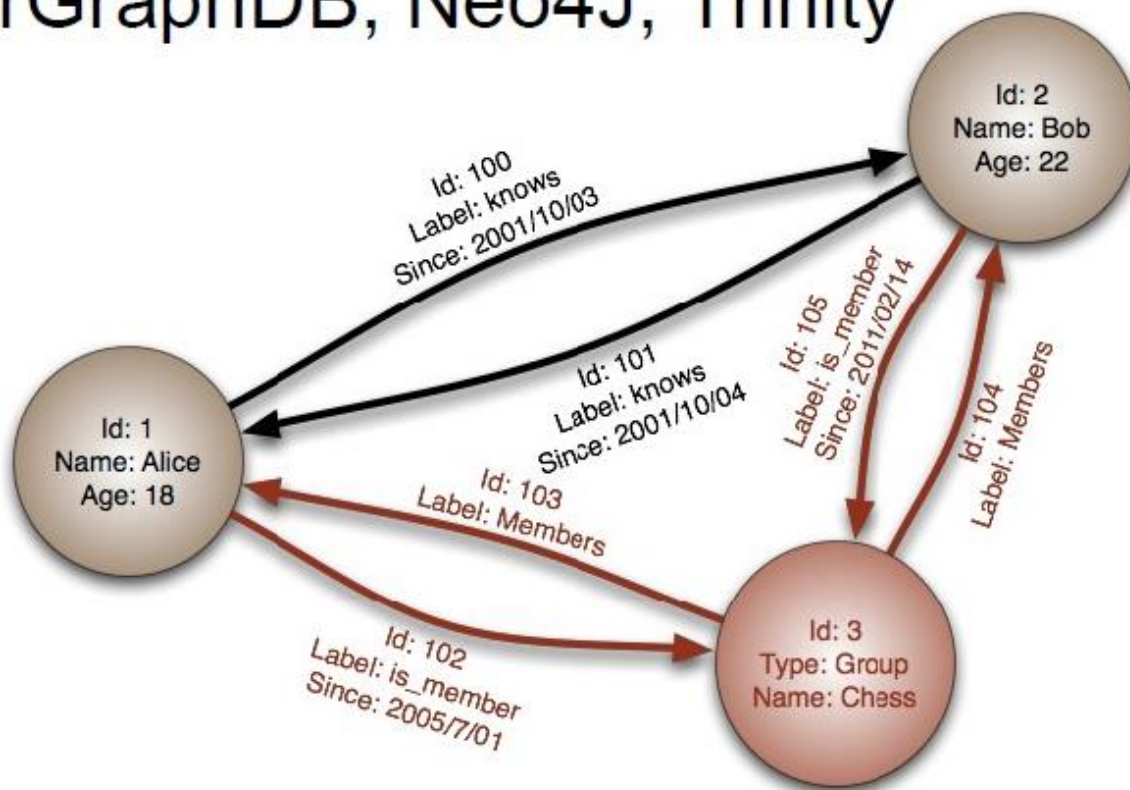 rGraphDB, Neo4J, Trinity
Id: 2
Name: Bob
Age: 22
Id: 100
Label: knows
Since: 2001/10/03
Id: 101
Label: knows
Since: 2001/10/04
Id: 105
Label: is_member
Since: 2011/02/14
Id: 104
Label: Members
Id: 1
Name: Alice
Age: 18
Id: 103
Label: Members
Id: 102
Label: is_member
Since: 2005/7/01
Id: 3
Type: Group
Name: Chess